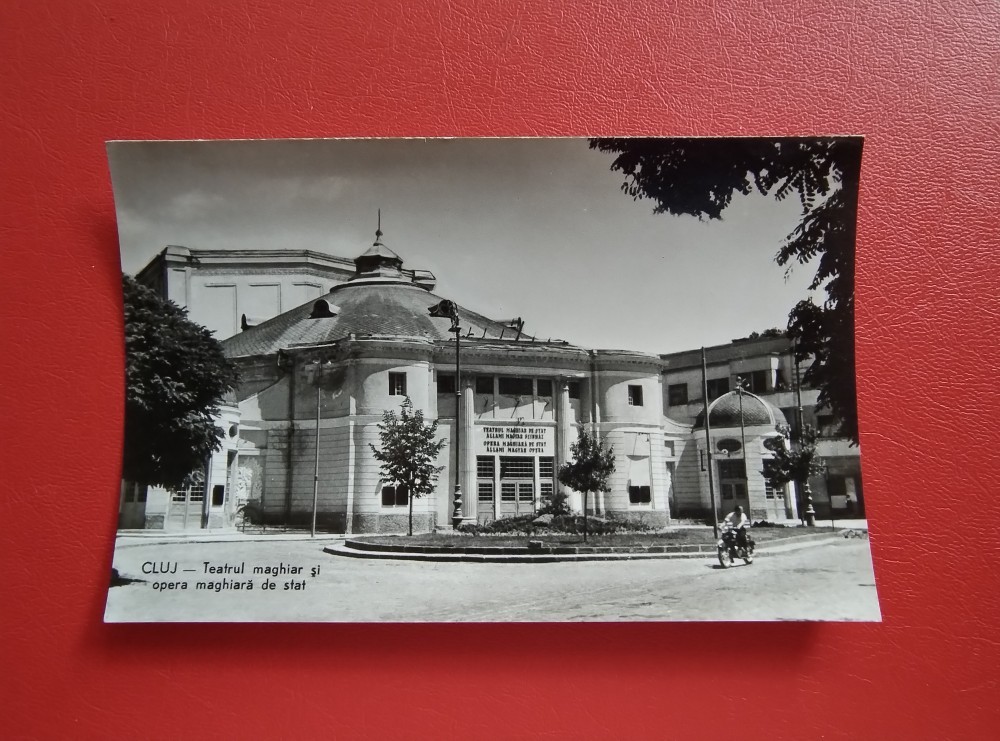 TEATRUL MAGHIAR DE STAT
ÁLLAMI MAGYAR SZINHÁZ
OPERA MAGHIARĂ DE STAT
ÁLLAMI MAGYAR OPERA
CLUJ — Teatrul maghiar și
opera maghiară de stat